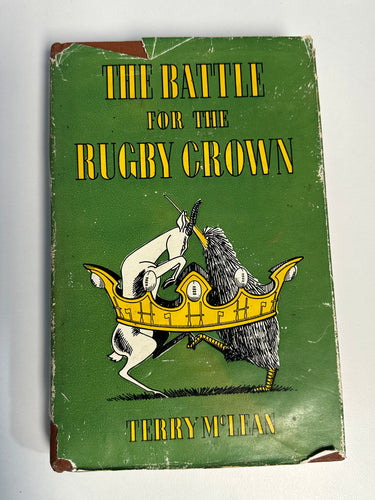 THE BATTLE
FOR THE
RUGBY CROWN
TERRY McLEAN